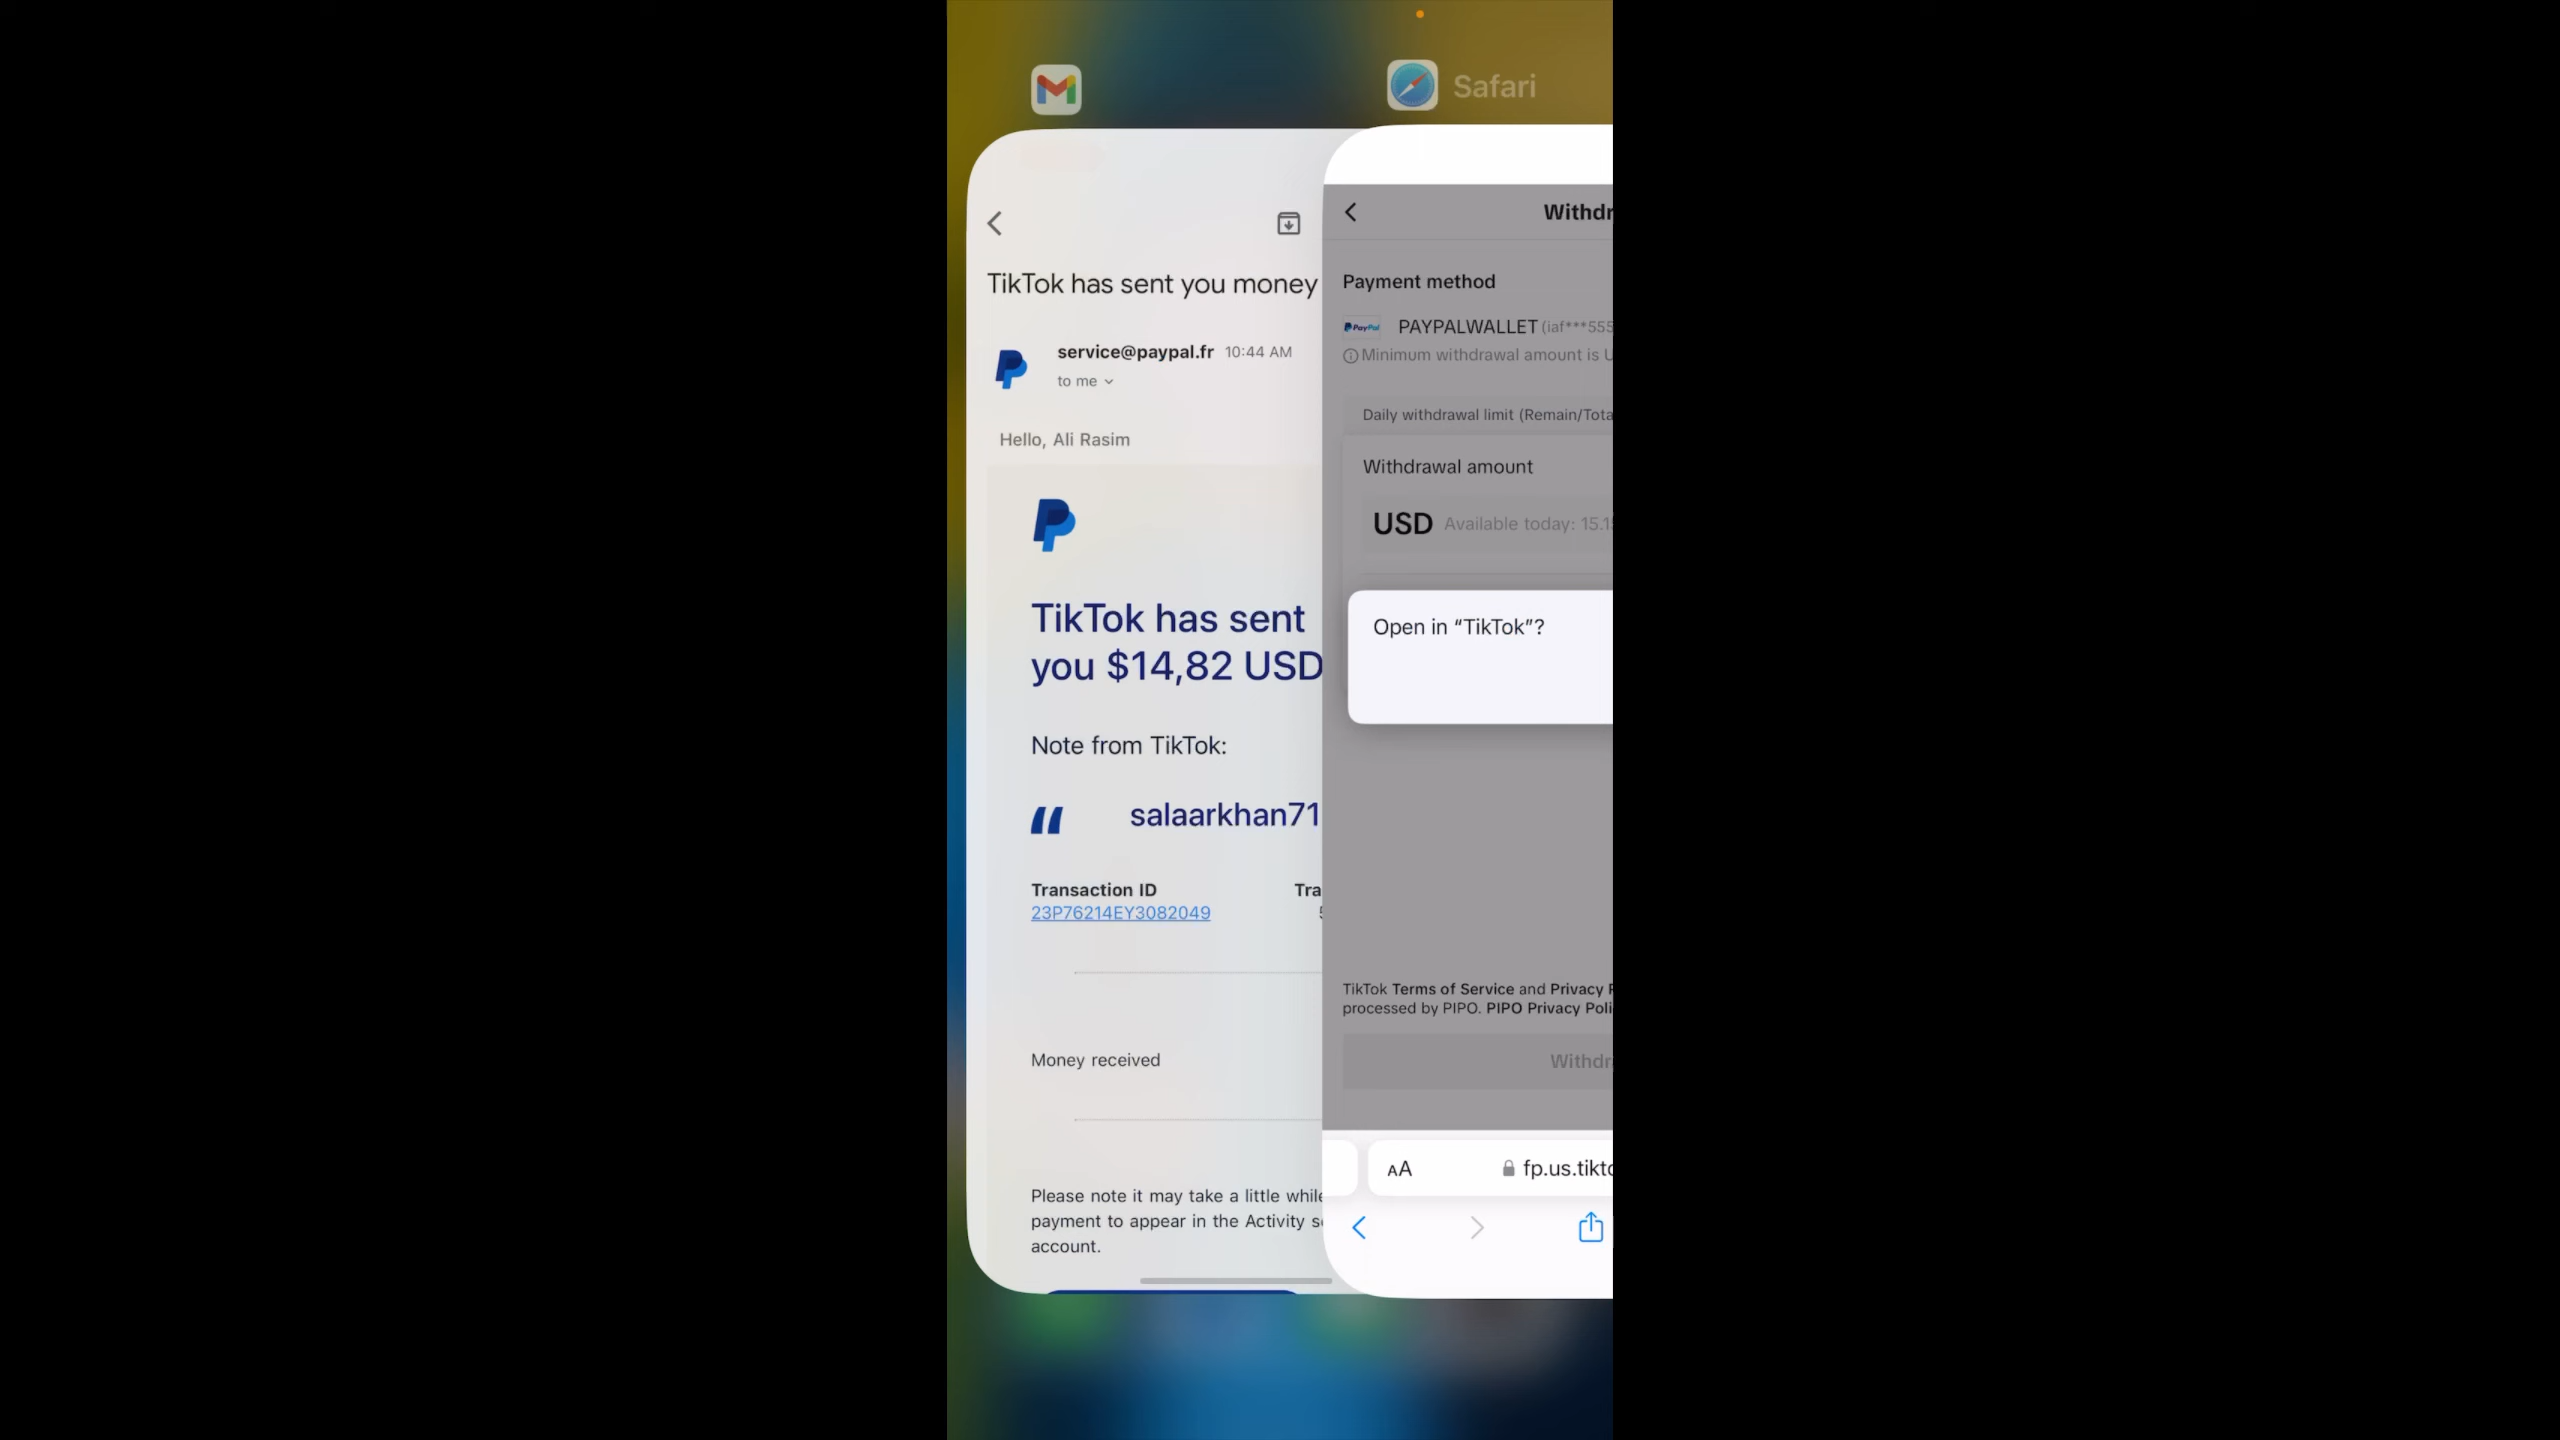 Safari
TikTok has sent you money
service@paypal.fr 10:44 AM
to me
Hello, Ali Rasim
TikTok has sent
you $14,82 USD
Note from TikTok:
salaarkhan71
Transaction ID
23P76214EY3082049
Tra
Money received
Please note it may take a little while
payment to appear in the Activity s
account.
Withdr
Payment method
PayPal PAYPALWALLET (iaf***555
Minimum withdrawal amount is U
Daily withdrawal limit (Remain/Tota
Withdrawal amount
USD Available today: 15.1
Open in “TikTok”?
TikTok Terms of Service and Privacy P
processed by PIPO. PIPO Privacy Poli
Withdr
AA fp.us.tikto